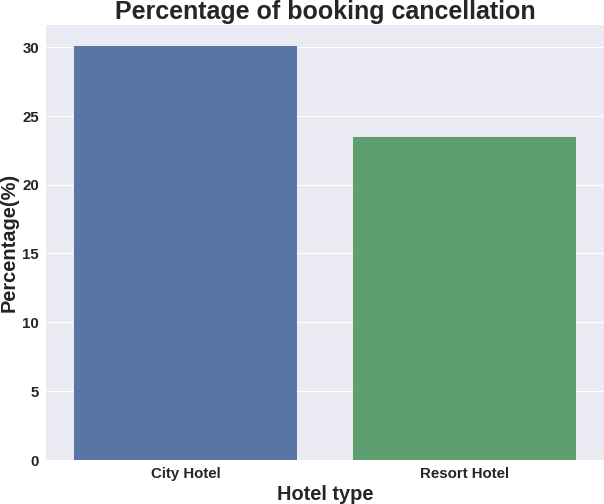 Percentage of booking cancellation
Percentage(%)
30
25
20
15
10
5
0
City Hotel
Resort Hotel
Hotel type